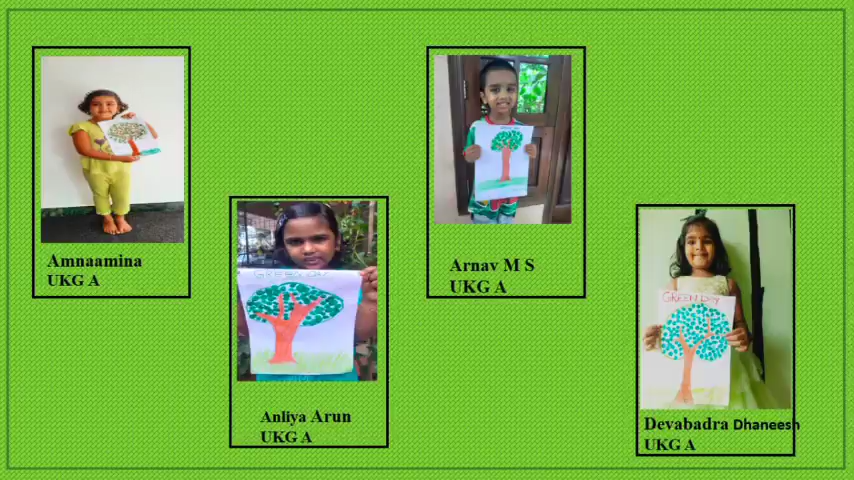 Amnaamina
UKG A
GREEN DAY
Anliya Arun
UKG A
Arnav M S
UKG A
GREEN DAY
Devabadra Dhaneesh
UKG A